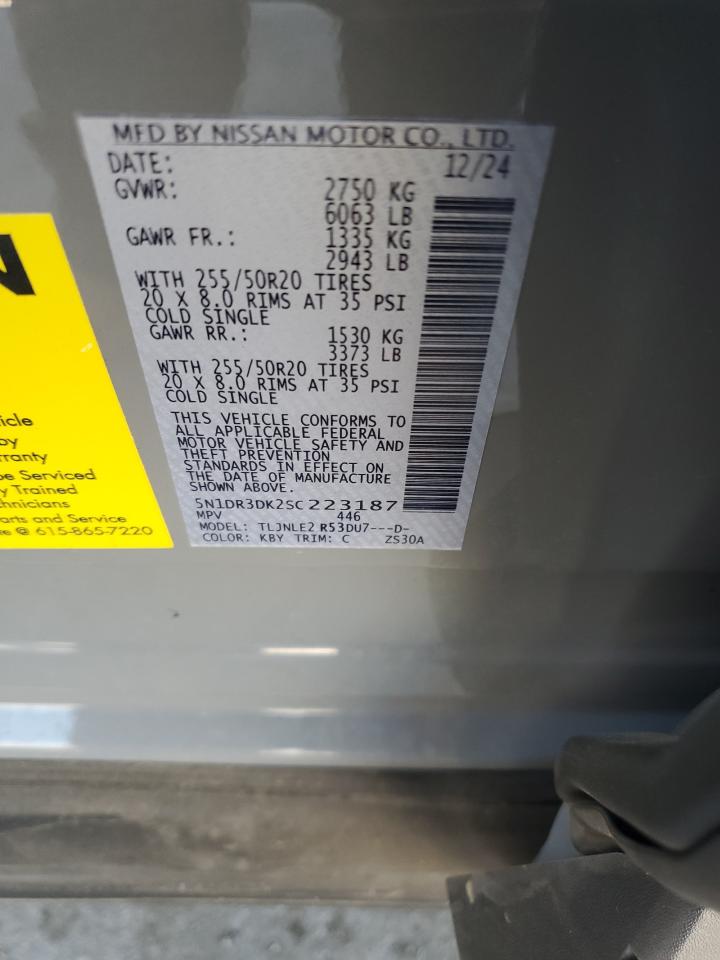 MFD BY NISSAN MOTOR CO., LTD.
DATE: 12/24
GVWR: 2750 KG
6063 LB
GAWR FR.: 1335 KG
2943 LB
WITH 255/50R20 TIRES
20 X 8.0 RIMS AT 35 PSI
COLD SINGLE
GAWR RR.: 1530 KG
3373 LB
WITH 255/50R20 TIRES
20 X 8.0 RIMS AT 35 PSI
COLD SINGLE
THIS VEHICLE CONFORMS TO
ALL APPLICABLE FEDERAL
MOTOR VEHICLE SAFETY AND
THEFT PREVENTION
STANDARDS IN EFFECT ON
THE DATE OF MANUFACTURE
SHOWN ABOVE.
5N1DR3DK2SC223187
MPV 446
MODEL: TLJNLE2 R53DU7---D-
COLOR: KBY TRIM: C ZS30A
N
icle
by
rranty
be Serviced
y Trained
hnicians
arts and Service
e @ 615-865-7220